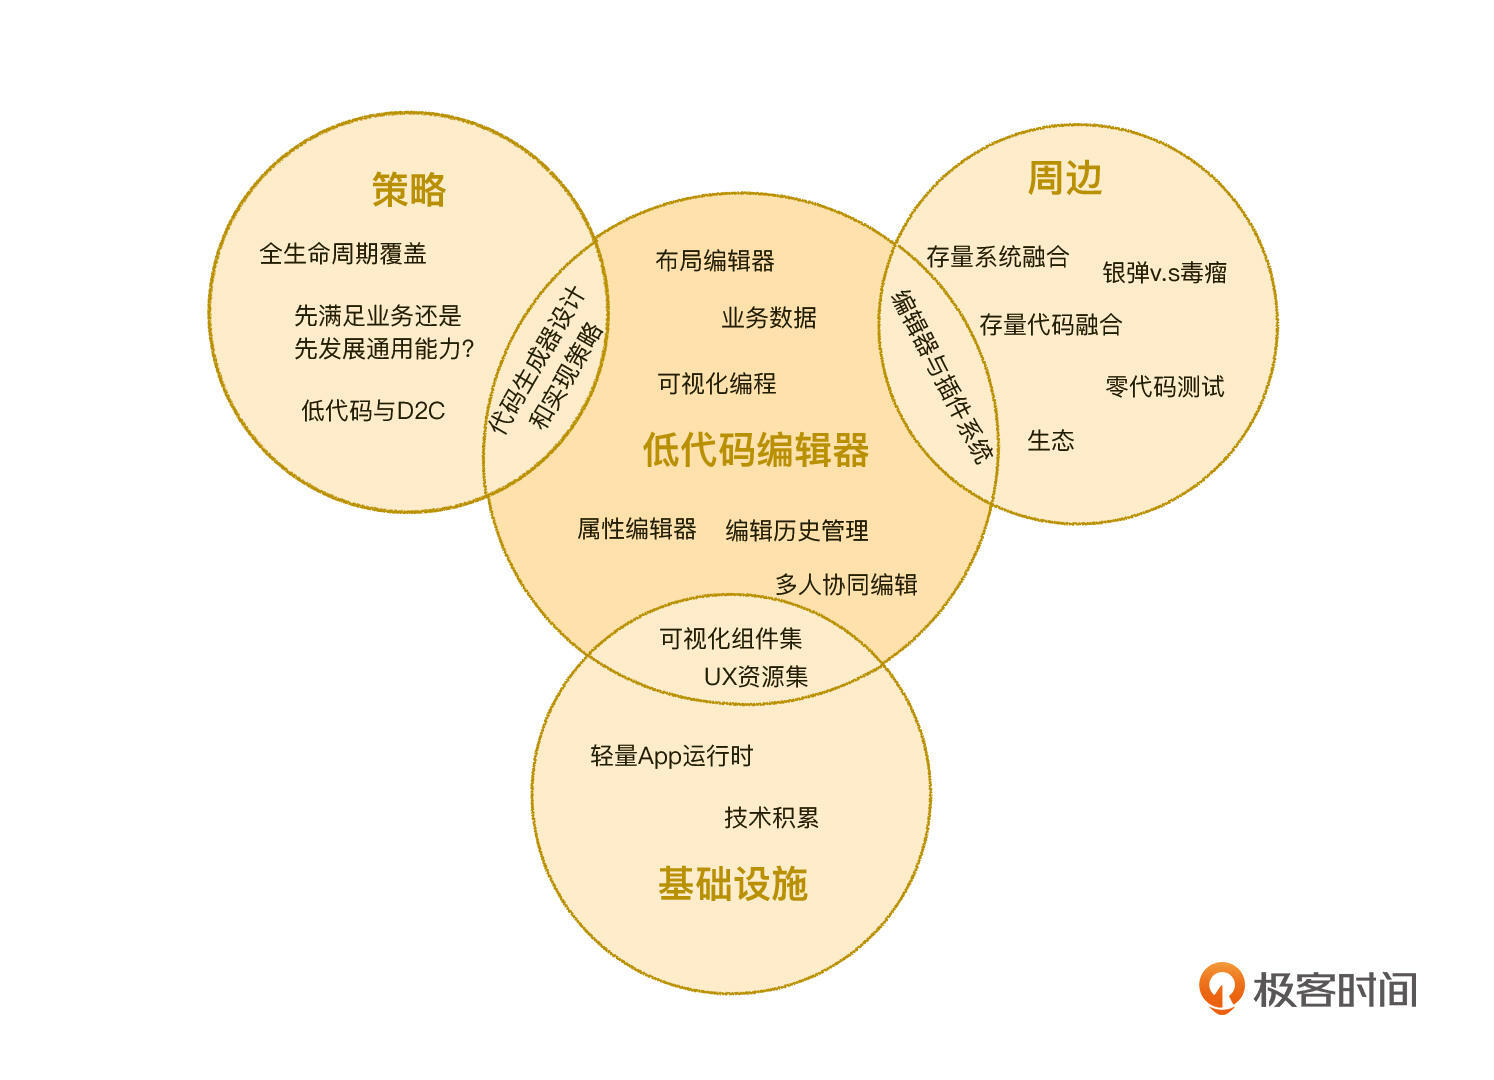 策略
全生命周期覆盖
先满足业务还是
先发展通用能力?
低代码与D2C
代码生成器设计
和实现策略
布局编辑器
业务数据
可视化编程
低代码编辑器
属性编辑器
编辑历史管理
多人协同编辑
周边
存量系统融合
银弹v.s毒瘤
存量代码融合
零代码测试
生态
编辑器与插件系统
可视化组件集
UX资源集
轻量App运行时
技术积累
基础设施
极客时间